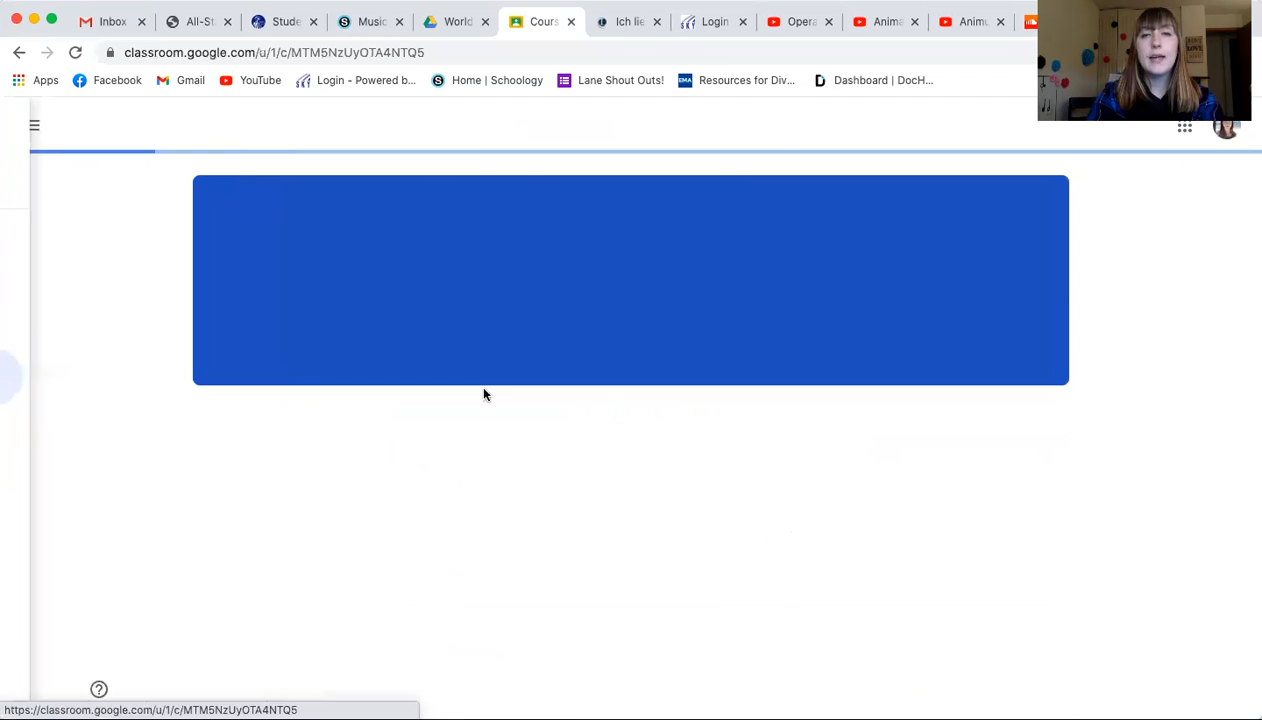 Inbox
All-St
Stude
Music
World
Cours
Ich lie
Login
Opera
Anima
Animu
classroom.google.com/u/1/c/MTM5NzUyOTA4NTQ5
Apps
Facebook
Gmail
YouTube
Login - Powered b...
Home | Schoology
Lane Shout Outs!
Resources for Div...
Dashboard | DocH...
https://classroom.google.com/u/1/c/MTM5NzUyOTA4NTQ5